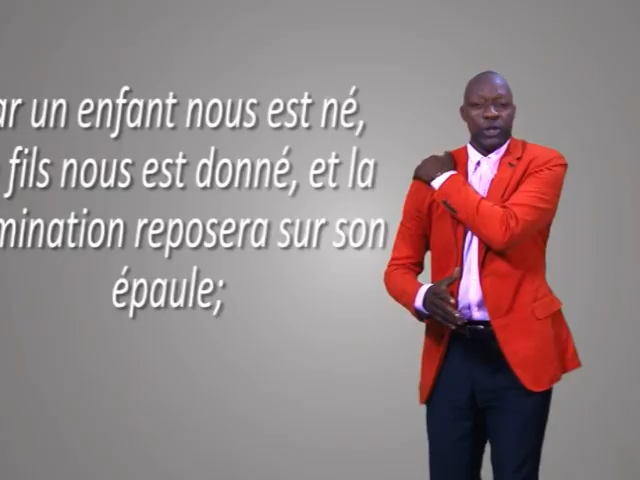 ar un enfant nous est né,
fils nous est donné, et la
mination reposera sur son
épaule;